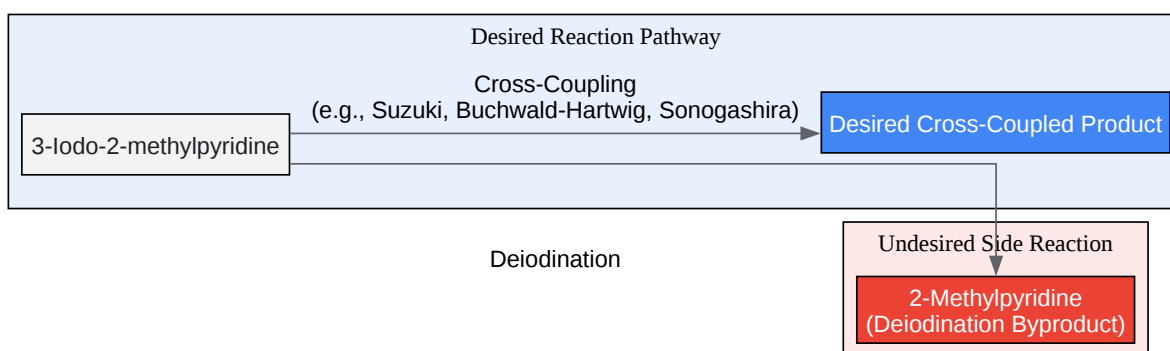 Desired Reaction Pathway
Cross-Coupling
(e.g., Suzuki, Buchwald-Hartwig, Sonogashira)
3-Iodo-2-methylpyridine
Desired Cross-Coupled Product
Deiodination
Undesired Side Reaction
2-Methylpyridine
(Deiodination Byproduct)